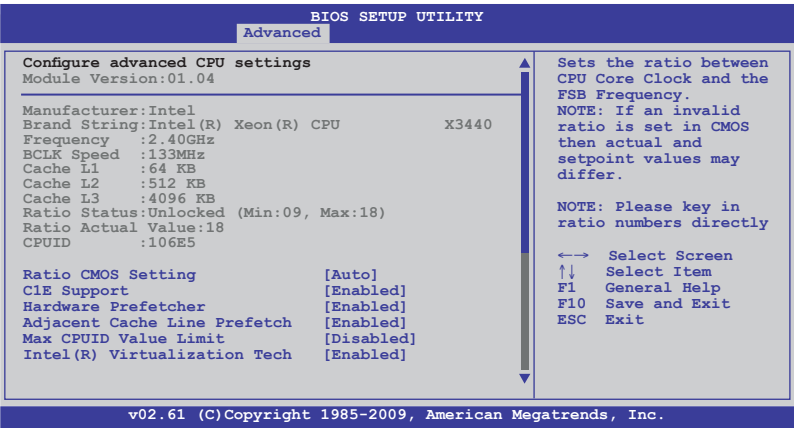 BIOS SETUP UTILITY
Advanced
Configure advanced CPU settings
Module Version:01.04
Manufacturer:Intel
Brand String:Intel(R) Xeon(R) CPU X3440
Frequency :2.40GHz
BCLK Speed :133MHz
Cache L1 :64 KB
Cache L2 :512 KB
Cache L3 :4096 KB
Ratio Status:Unlocked (Min:09, Max:18)
Ratio Actual Value:18
CPUID :106E5
Ratio CMOS Setting [Auto]
C1E Support [Enabled]
Hardware Prefetcher [Enabled]
Adjacent Cache Line Prefetch [Enabled]
Max CPUID Value Limit [Disabled]
Intel(R) Virtualization Tech [Enabled]
Sets the ratio between
CPU Core Clock and the
FSB Frequency.
NOTE: If an invalid
ratio is set in CMOS
then actual and
setpoint values may
differ.
NOTE: Please key in
ratio numbers directly
←→ Select Screen
↑↓ Select Item
F1 General Help
F10 Save and Exit
ESC Exit
v02.61 (C)Copyright 1985-2009, American Megatrends, Inc.